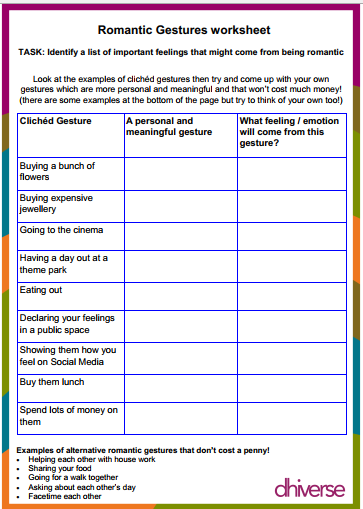 Romantic Gestures worksheet
TASK: Identify a list of important feelings that might come from being romantic
Look at the examples of clichéd gestures then try and come up with your own
gestures which are more personal and meaningful and that won't cost much money!
(there are some examples at the bottom of the page but try to think of your own too!)
Clichéd Gesture
A personal and
meaningful gesture
What feeling / emotion
will come from this
gesture?
Buying a bunch of
flowers
Buying expensive
jewellery
Going to the cinema
Having a day out at a
theme park
Eating out
Declaring your feelings
in a public space
Showing them how you
feel on Social Media
Buy them lunch
Spend lots of money on
them
Examples of alternative romantic gestures that don't cost a penny!
• Helping each other with house work
• Sharing your food
• Going for a walk together
• Asking about each other's day
• Facetime each other
dhiverse